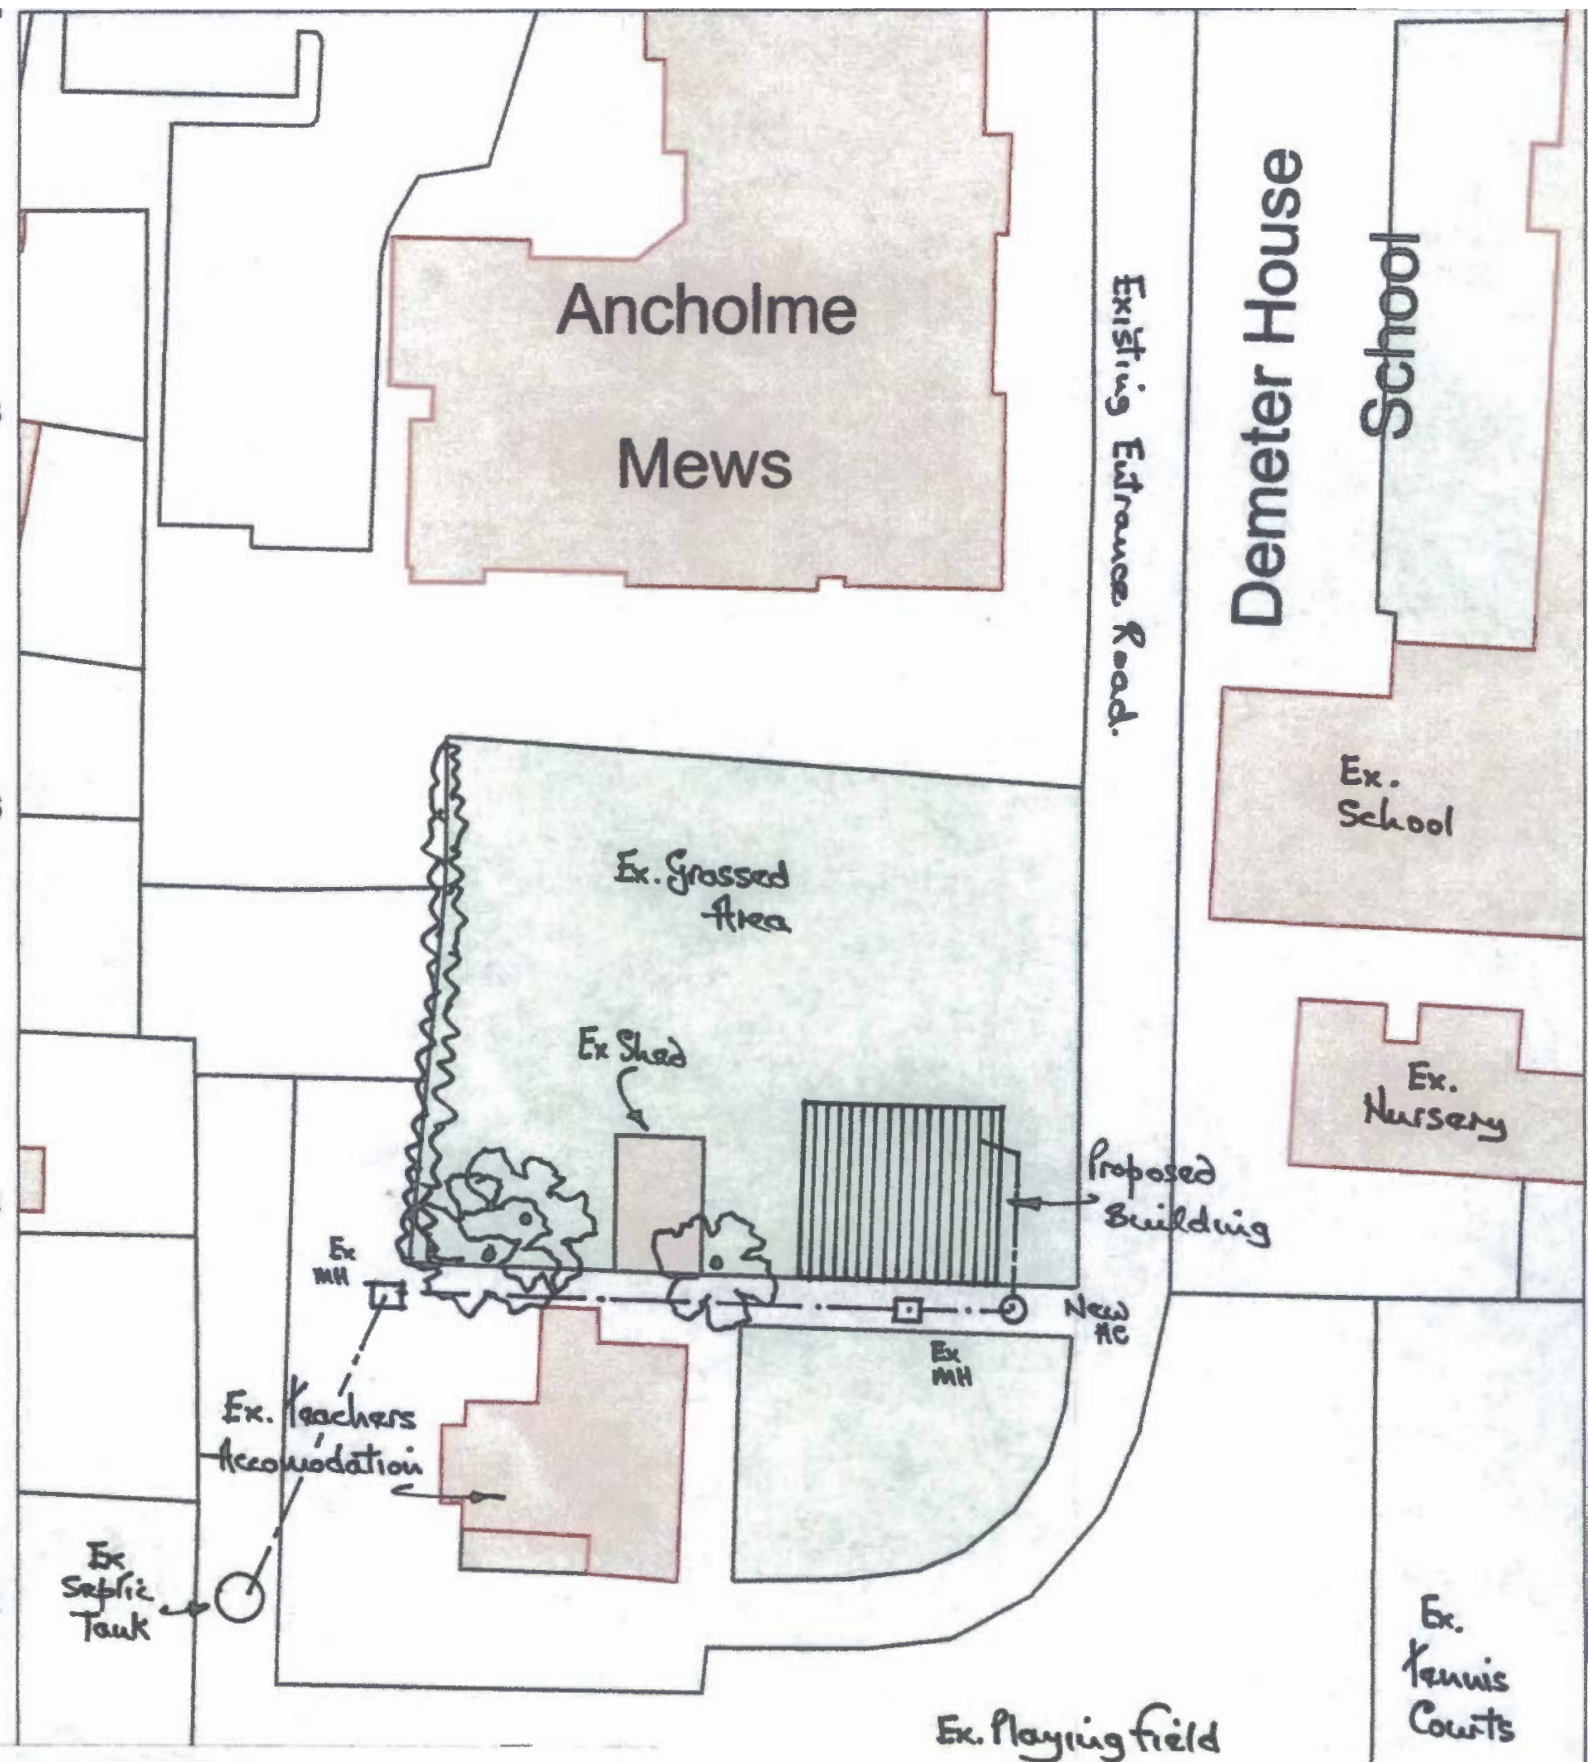 Ancholme
Mews
Existing Entrance Road.
Demeter House
School
Ex.
School
Ex. Grassed
Area
Ex Shed
Ex.
Nursery
Proposed
Building
Ex
MH
New
Ex
MH
Ex. Teachers
Accomodation
Ex
Septic
Tank
Ex.
Tennis
Courts
Ex. Playing Field